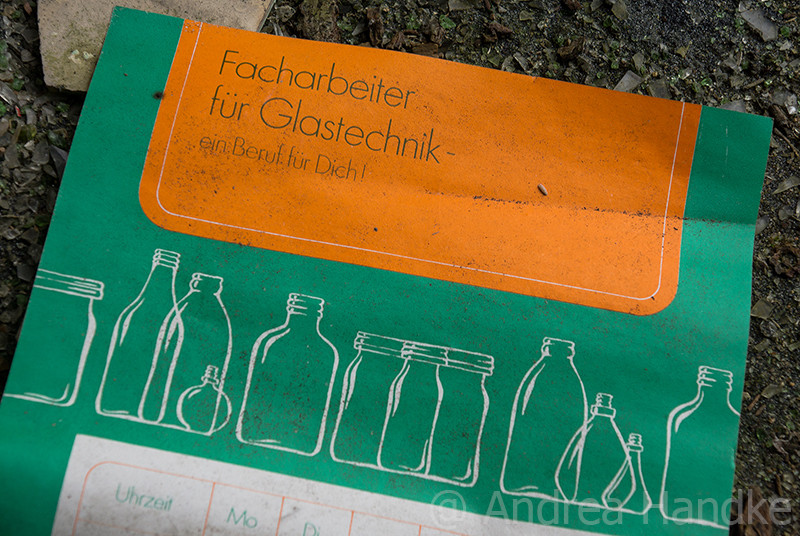 Facharbeiter
für Glastechnik -
ein Beruf für Dich!
Uhrzeit Mo Di
@ Andrea Handke